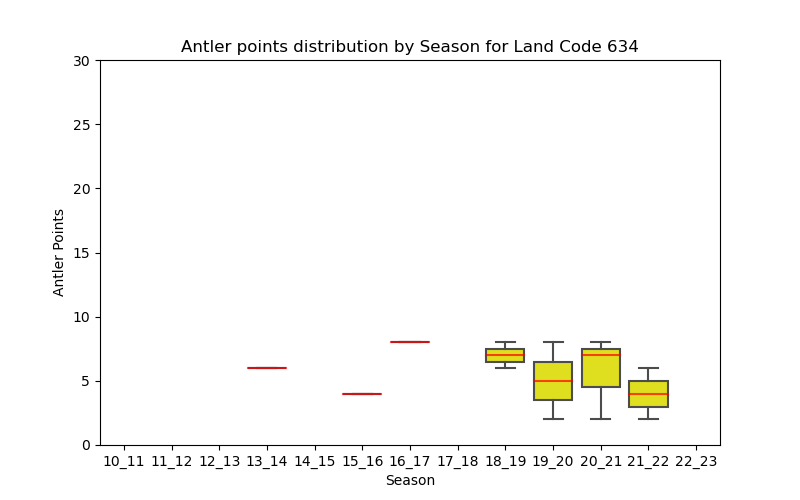 Antler points distribution by Season for Land Code 634
Antler Points
30
25
20
15
10
5
0
10_11 11_12 12_13 13_14 14_15 15_16 16_17 17_18 18_19 19_20 20_21 21_22 22_23
Season